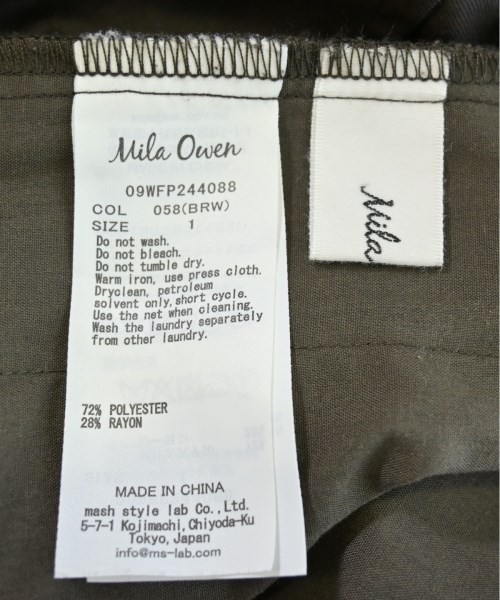 Mila Owen
09WFP244088
COL 058(BRW)
SIZE 1
Do not wash.
Do not bleach.
Do not tumble dry.
Warm iron, use press cloth.
Dryclean, petroleum
solvent only,short cycle.
Use the net when cleaning.
Wash the laundry separately
from other laundry.
72% POLYESTER
28% RAYON
MADE IN CHINA
mash style lab Co.,Ltd.
5-7-1 Kojimachi,Chiyoda-Ku
Tokyo,Japan
info@ms-lab.com
Mila